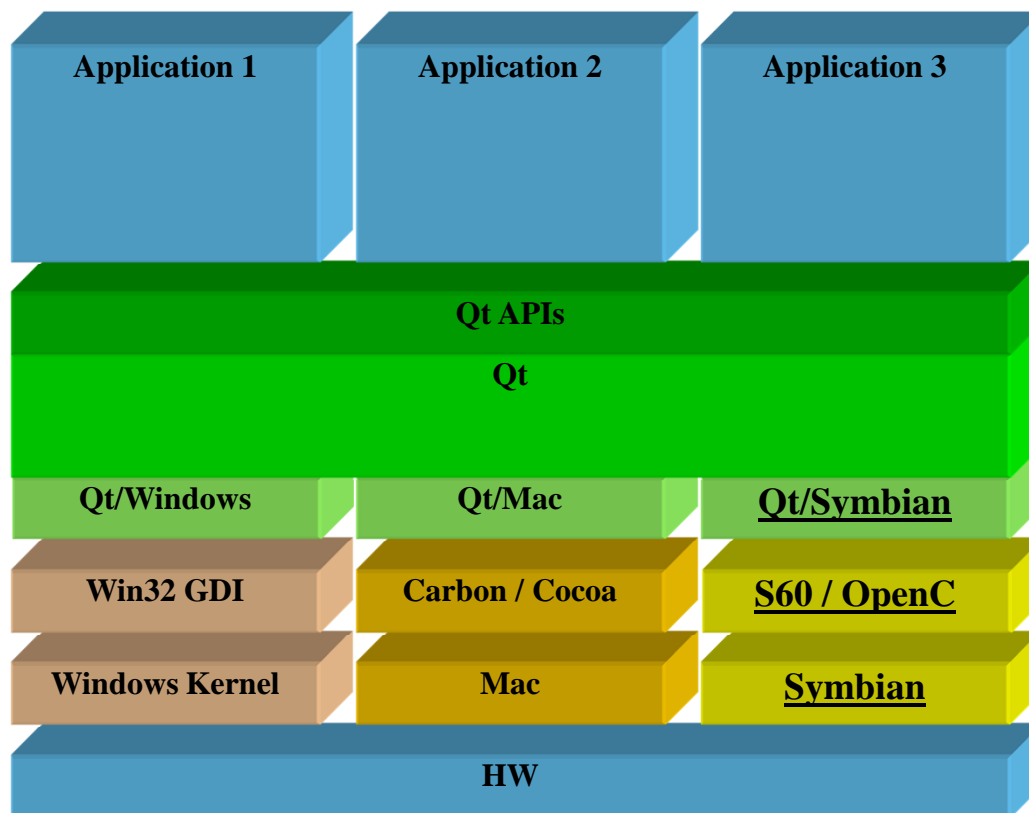 Application 1
Application 2
Application 3
Qt APIs
Qt
Qt/Windows
Qt/Mac
Qt/Symbian
Win32 GDI
Carbon / Cocoa
S60 / OpenC
Windows Kernel
Mac
Symbian
HW